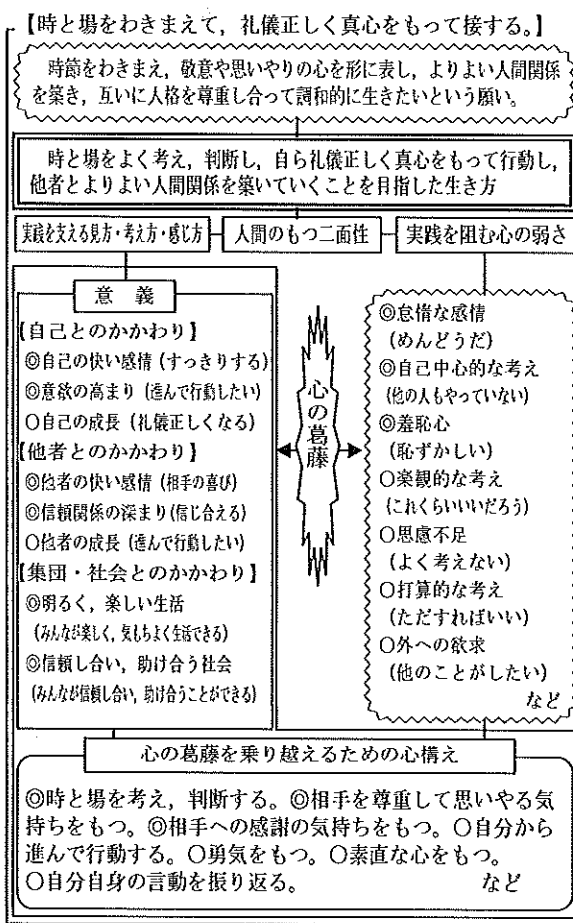 【時と場をわきまえて，礼儀正しく真心をもって接する。】
時節をわきまえ，敬意や思いやりの心を形に表し，よりよい人間関係
を築き，互いに人格を尊重し合って調和的に生きたいという願い。
時と場をよく考え，判断し，自ら礼儀正しく真心をもって行動し，
他者とよりよい人間関係を築いていくことを目指した生き方
実践を支える見方・考え方・感じ方
人間のもつ二面性
実践を阻む心の弱さ
意義
【自己とのかかわり】
◎自己の快い感情（すっきりする）
◎意欲の高まり（進んで行動したい）
○自己の成長（礼儀正しくなる）
【他者とのかかわり】
◎他者の快い感情（相手の喜び）
◎信頼関係の深まり（信じ合える）
○他者の成長（進んで行動したい）
【集団・社会とのかかわり】
◎明るく，楽しい生活
（みんなが楽しく，気もちよく生活できる）
◎信頼し合い，助け合う社会
（みんなが信頼し合い，助け合うことができる）
心の葛藤
◎怠惰な感情
（めんどうだ）
◎自己中心的な考え
（他の人もやっていない）
◎羞恥心
（恥ずかしい）
○楽観的な考え
（これくらいいいだろう）
○思慮不足
（よく考えない）
○打算的な考え
（ただすればいい）
○外への欲求
（他のことがしたい）
など
心の葛藤を乗り越えるための心構え
◎時と場を考え，判断する。◎相手を尊重して思いやる気
持ちをもつ。◎相手への感謝の気持ちをもつ。○自分から
進んで行動する。○勇気をもつ。○素直な心をもつ。
○自分自身の言動を振り返る。 など